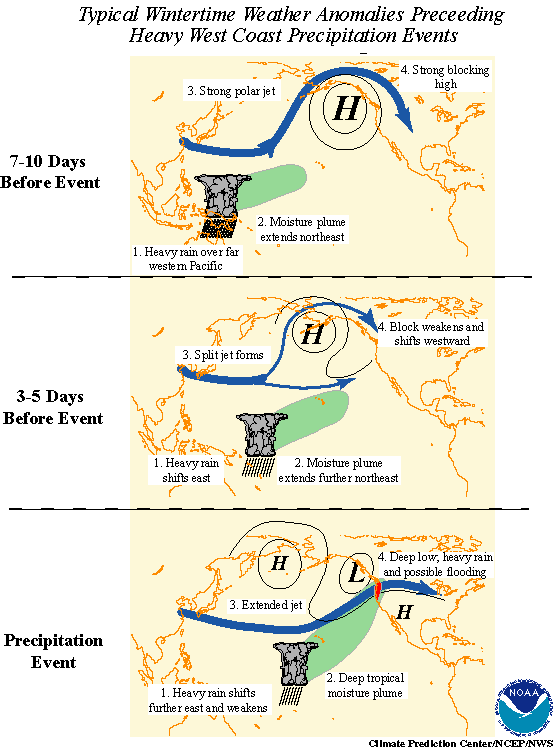 Typical Wintertime Weather Anomalies Preceeding
Heavy West Coast Precipitation Events
7-10 Days
Before Event
3. Strong polar jet
4. Strong blocking
high
H
2. Moisture plume
extends northeast
1. Heavy rain over far
western Pacific
3-5 Days
Before Event
3. Split jet forms
H
4. Block weakens and
shifts westward
1. Heavy rain
shifts east
2. Moisture plume
extends further northeast
Precipitation
Event
H
L
4. Deep low, heavy rain
and possible flooding
3. Extended jet
H
1. Heavy rain shifts
further east and weakens
2. Deep tropical
moisture plume
NOAA
Climate Prediction Center/NCEP/NWS